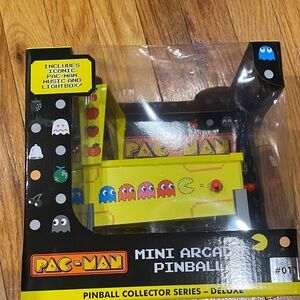 INCLUDES
ICONIC
PAC-MAN
MUSIC AND
LIGHTBOX!
PAC-MAN
PAC-MAN
MINI ARCADE
PINBALL
PINBALL COLLECTOR SERIES – DELUXE